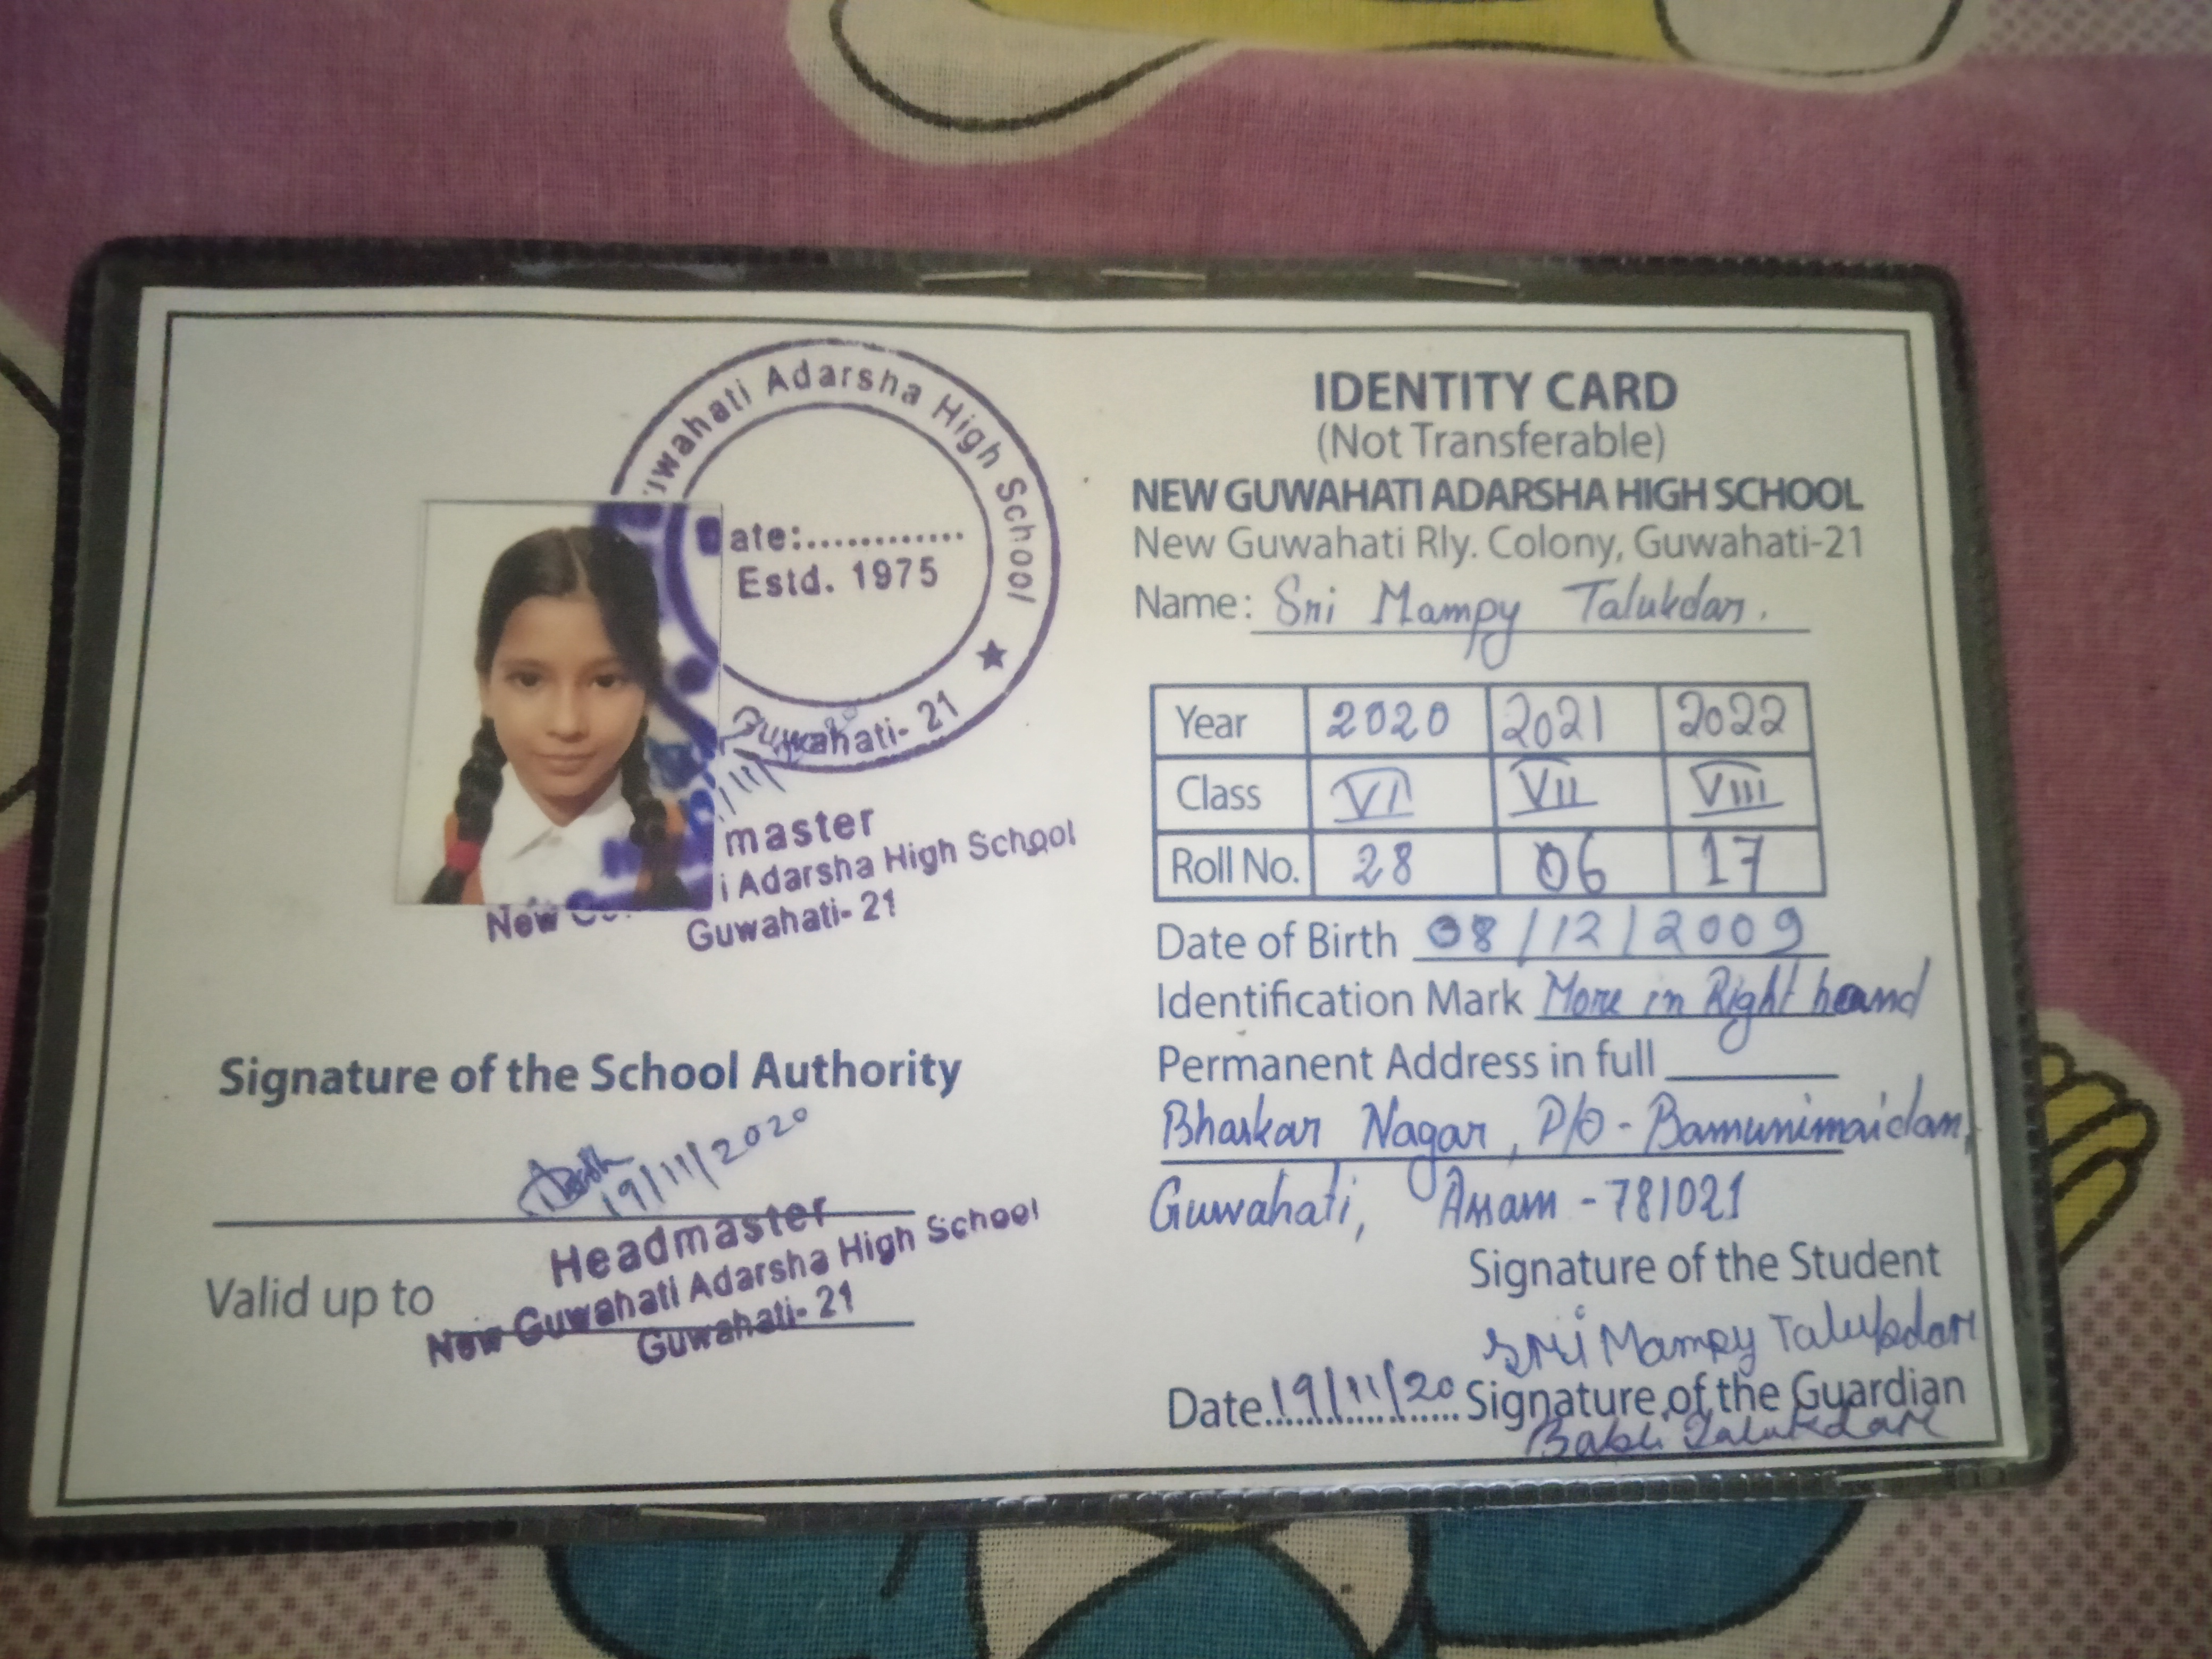 Guwahati Adarsha High School
ate:.............
Estd. 1975
Guwahati- 21
master
i Adarsha High School
New
Guwahati- 21
Signature of the School Authority
19/11/2020
Headmaster
New Guwahati Adarsha High School
Guwahati- 21
Valid up to
IDENTITY CARD
(Not Transferable)
NEW GUWAHATI ADARSHA HIGH SCHOOL
New Guwahati Rly. Colony, Guwahati-21
Name: Sri Mampy Talukdar.
Year 2020 2021 2022
Class VI VII VIII
Roll No. 28 06 17
Date of Birth 08/12/2009
Identification Mark More in Right hand
Permanent Address in full
Bhaskar Nagar, P/O - Bamunimaidam,
Guwahati, Assam - 781021
Signature of the Student
Sri Mampy Talukdar
Date 19/11/20 Signature of the Guardian
Talukdar